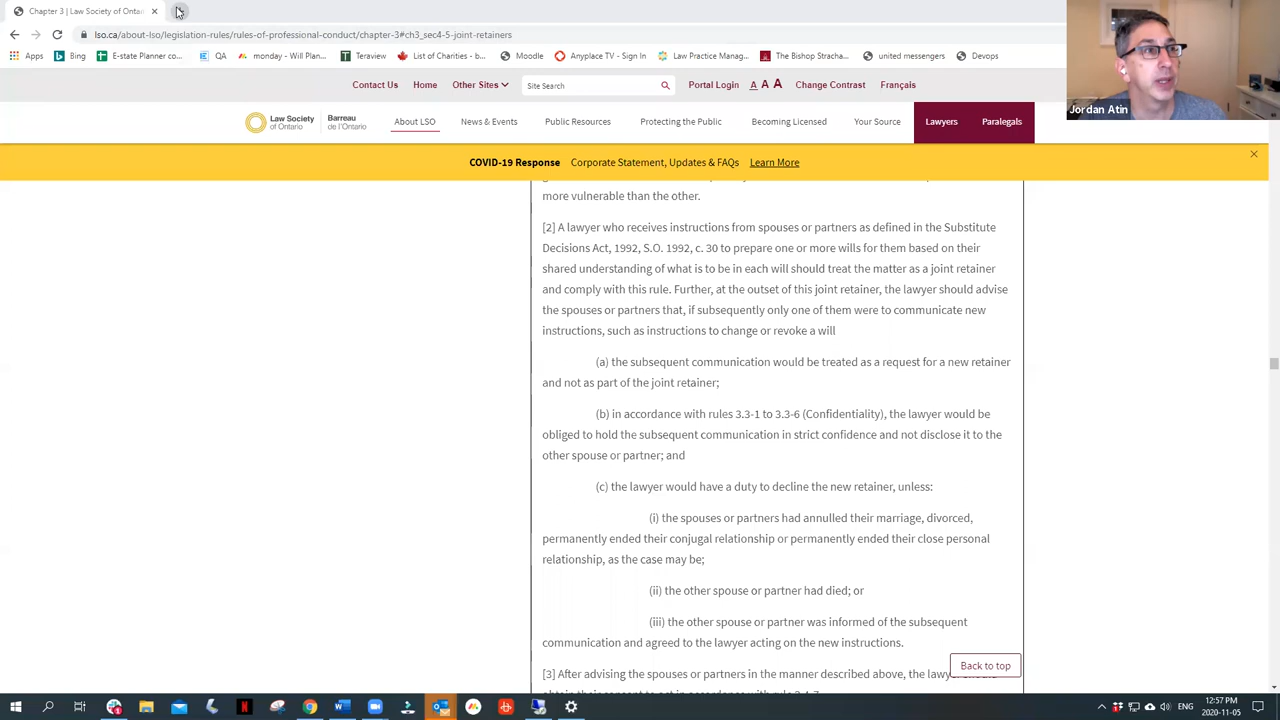 Chapter 3 | Law Society of Ontar
lso.ca/about-lso/legislation-rules/rules-of-professional-conduct/chapter-3#ch3_sec4-5-joint-retainers
Apps Bing E-state Planner co... QA monday - Will Plan... Teraview List of Charities - b... Moodle Anyplace TV - Sign In Law Practice Manag... The Bishop Stracha... united messengers Devops
Jordan Atin
Contact Us Home Other Sites Site Search Portal Login A A A Change Contrast Français
Law Society of Ontario Barreau de l'Ontario About LSO News & Events Public Resources Protecting the Public Becoming Licensed Your Source Lawyers Paralegals
COVID-19 Response Corporate Statement, Updates & FAQs Learn More
more vulnerable than the other.
[2] A lawyer who receives instructions from spouses or partners as defined in the Substitute
Decisions Act, 1992, S.O. 1992, c. 30 to prepare one or more wills for them based on their
shared understanding of what is to be in each will should treat the matter as a joint retainer
and comply with this rule. Further, at the outset of this joint retainer, the lawyer should advise
the spouses or partners that, if subsequently only one of them were to communicate new
instructions, such as instructions to change or revoke a will
(a) the subsequent communication would be treated as a request for a new retainer
and not as part of the joint retainer;
(b) in accordance with rules 3.3-1 to 3.3-6 (Confidentiality), the lawyer would be
obliged to hold the subsequent communication in strict confidence and not disclose it to the
other spouse or partner; and
(c) the lawyer would have a duty to decline the new retainer, unless:
(i) the spouses or partners had annulled their marriage, divorced,
permanently ended their conjugal relationship or permanently ended their close personal
relationship, as the case may be;
(ii) the other spouse or partner had died; or
(iii) the other spouse or partner was informed of the subsequent
communication and agreed to the lawyer acting on the new instructions.
Back to top
[3] After advising the spouses or partners in the manner described above, the lawyer should
ENG 12:57 PM
2020-11-05